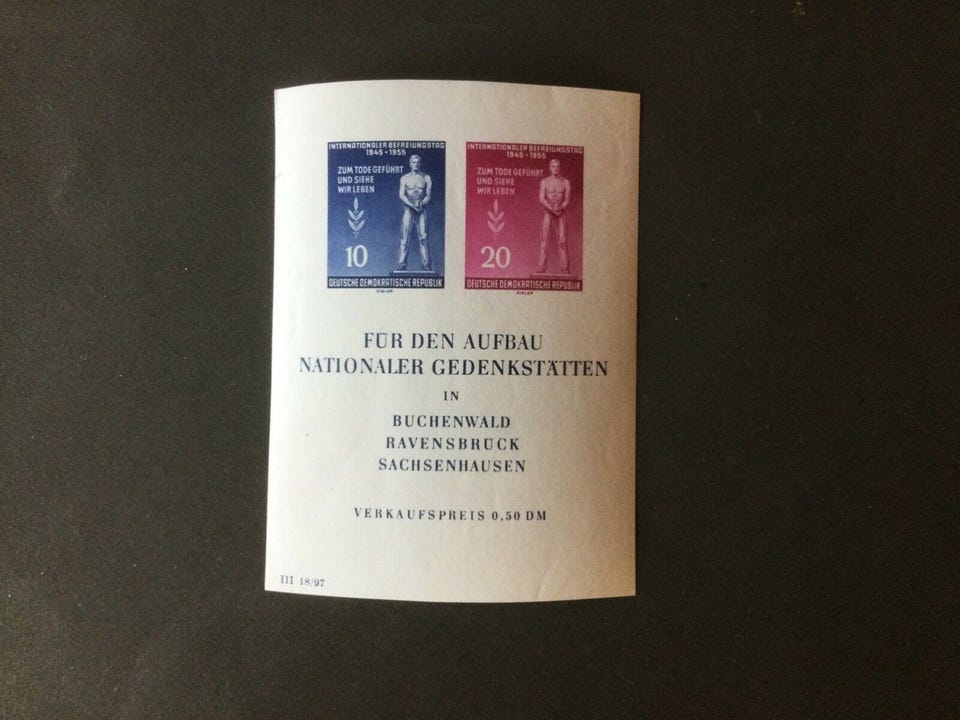 INTERNATIONALER BEFREIUNGSTAG
1945 • 1955
ZUM TODE GEFÜHRT
UND SIEHE
WIR LEBEN
10
DEUTSCHE DEMOKRATISCHE REPUBLIK
EIGLER
INTERNATIONALER BEFREIUNGSTAG
1945 • 1955
ZUM TODE GEFÜHRT
UND SIEHE
WIR LEBEN
20
DEUTSCHE DEMOKRATISCHE REPUBLIK
EIGLER
FÜR DEN AUFBAU
NATIONALER GEDENKSTÄTTEN
IN
BUCHENWALD
RAVENSBRÜCK
SACHSENHAUSEN
VERKAUFSPREIS 0,50 DM
III 18/97